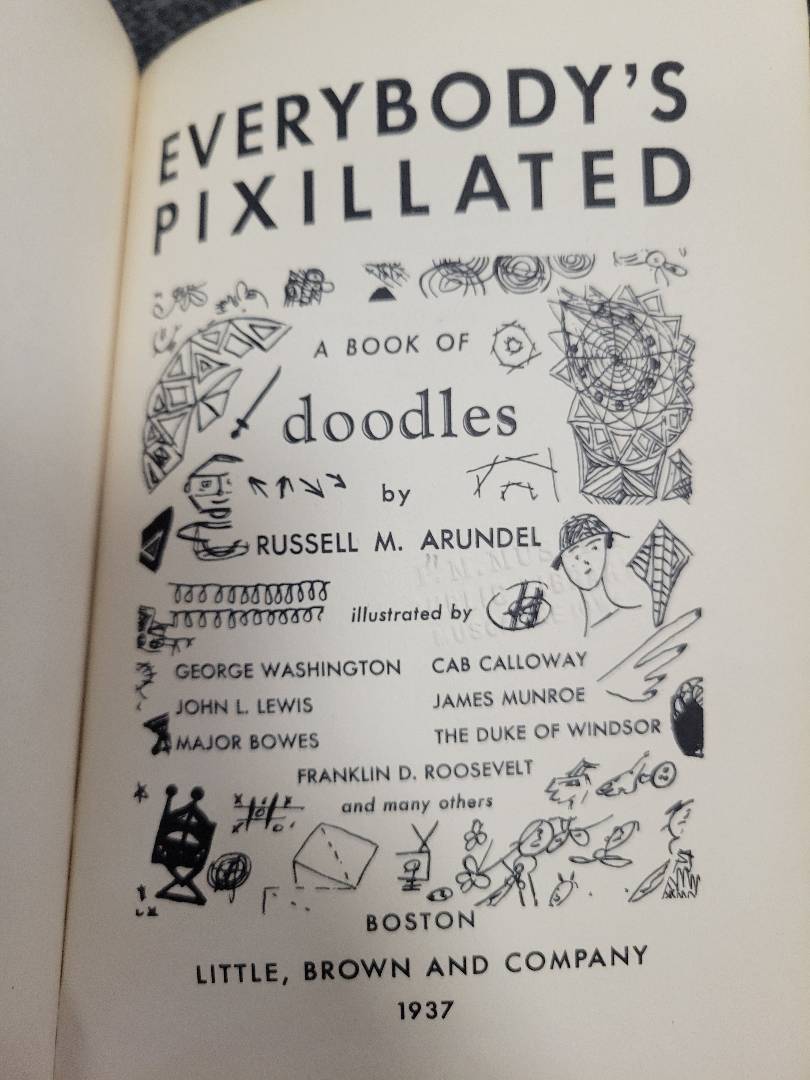 EVERYBODY'S
PIXILLATED
A BOOK OF
doodles
by
RUSSELL M. ARUNDEL
illustrated by
GEORGE WASHINGTON CAB CALLOWAY
JOHN L. LEWIS JAMES MUNROE
MAJOR BOWES THE DUKE OF WINDSOR
FRANKLIN D. ROOSEVELT
and many others
BOSTON
LITTLE, BROWN AND COMPANY
1937